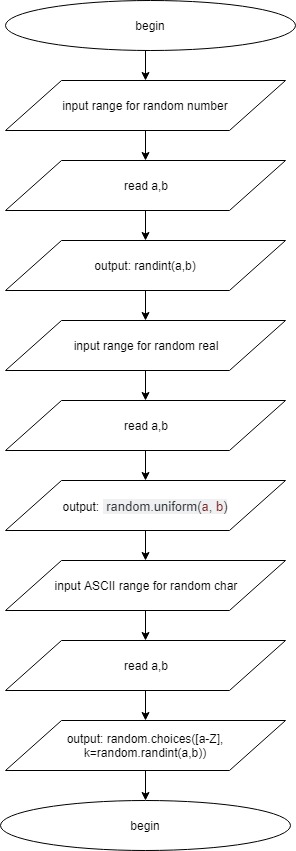 begin
input range for random number
read a,b
output: randint(a,b)
input range for random real
read a,b
output: random.uniform(a, b)
input ASCII range for random char
read a,b
output: random.choices([a-Z],
k=random.randint(a,b))
begin